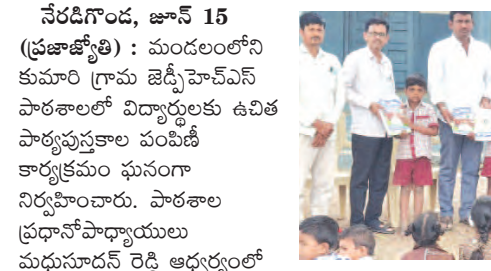 నేరడిగొండ, జూన్ 15
(ప్రజాజ్యోతి) : మండలంలోని
కుమారి గ్రామ జెడ్పీహెచ్ఎస్
పాఠశాలలో విద్యార్థులకు ఉచిత
పాఠ్యపుస్తకాల పంపిణీ
కార్యక్రమం ఘనంగా
నిర్వహించారు. పాఠశాల
ప్రధానోపాధ్యాయులు
మధుసూదన్ రెడ్డి ఆధ్వర్యంలో